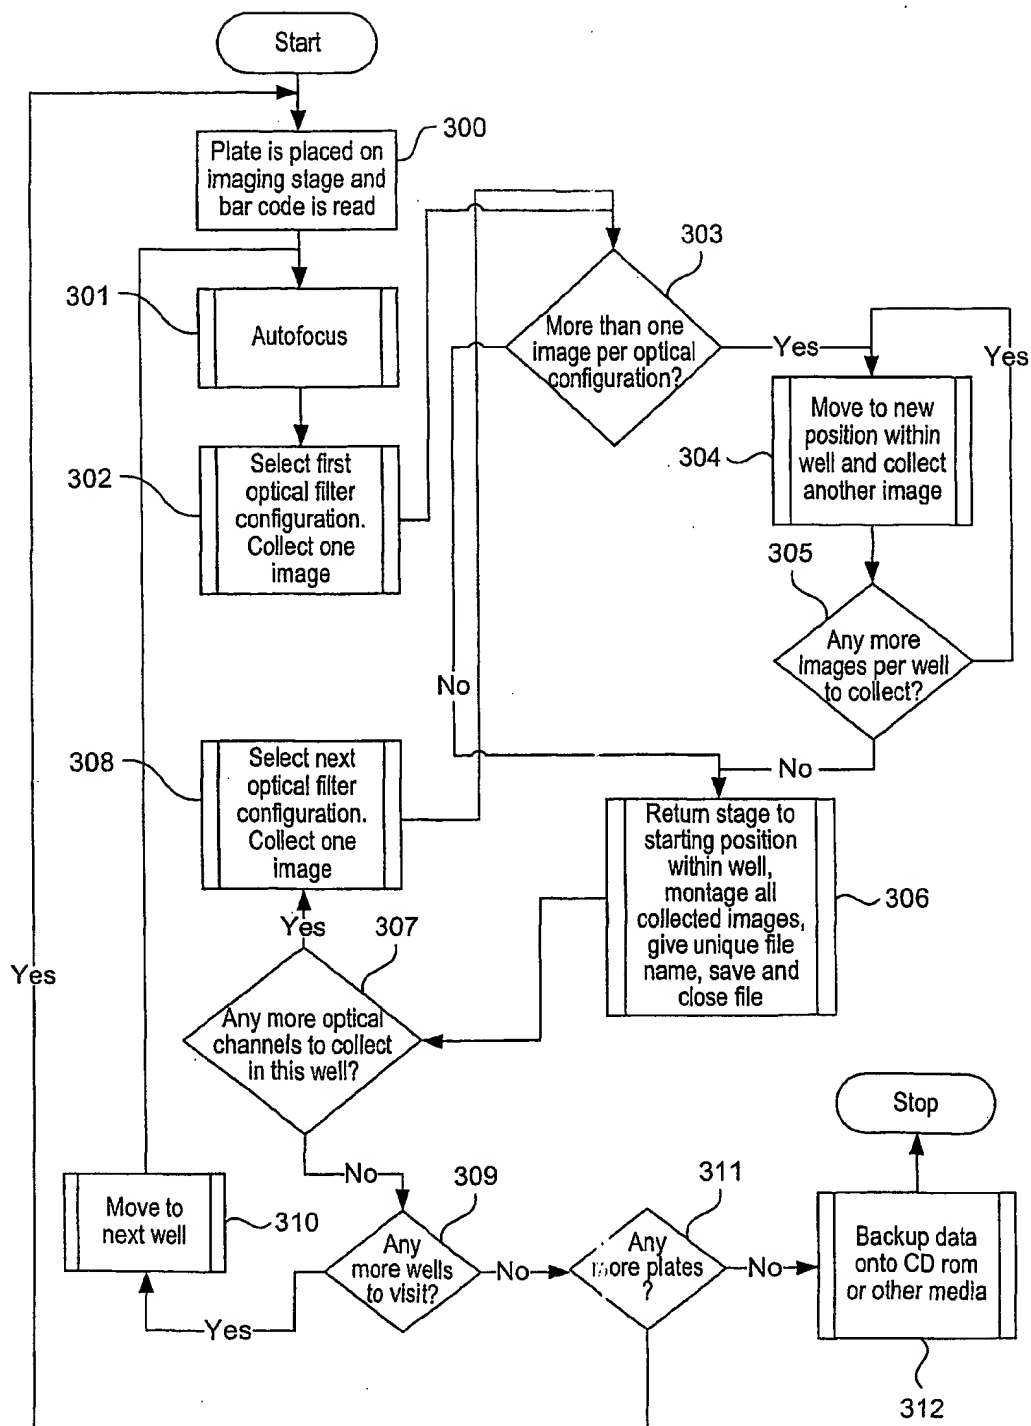 Start
300
Plate is placed on
imaging stage and
bar code is read
301
Autofocus
302
Select first
optical filter
configuration.
Collect one
image
303
More than one
image per optical
configuration?
Yes
Yes
304
Move to new
position within
well and collect
another image
305
Any more
images per well
to collect?
No
No
306
Return stage to
starting position
within well,
montage all
collected images,
give unique file
name, save and
close file
308
Select next
optical filter
configuration.
Collect one
image
Yes
307
Any more optical
channels to collect
in this well?
Yes
No
309
Any
more wells
to visit?
Yes
310
Move to
next well
No
311
Any
more plates
?
No
Backup data
onto CD rom
or other media
312
Stop